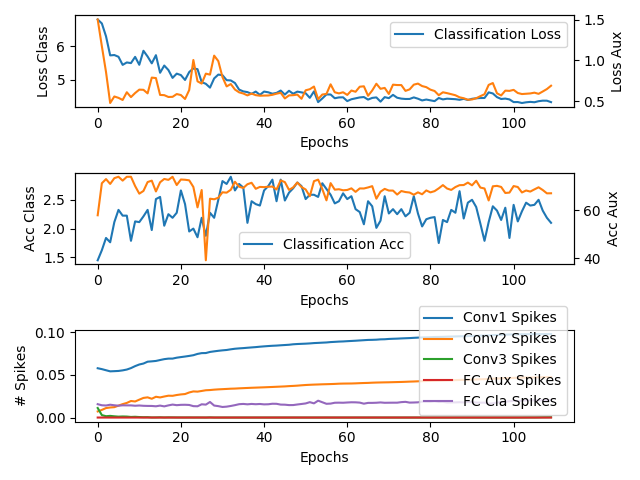 Loss Class
6
5
Classification Loss
1.5
1.0
0.5
Loss Aux
0 20 40 60 80 100
Epochs
Acc Class
2.5
2.0
1.5
Classification Acc
60
40
Acc Aux
0 20 40 60 80 100
Epochs
# Spikes
0.10
0.05
0.00
Conv1 Spikes
Conv2 Spikes
Conv3 Spikes
FC Aux Spikes
FC Cla Spikes
0 20 40 60 80 100
Epochs